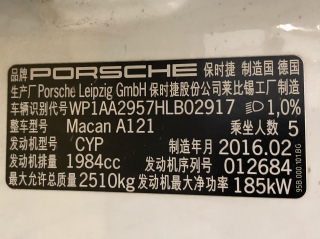 品牌 PORSCHE 保时捷 制造国 德国
生产厂 Porsche Leipzig GmbH 保时捷股份公司莱比锡工厂制造
车辆识别代号 WP1AA2957HLB02917 1,0%
整车型号 Macan A121 乘坐人数 5
发动机型号 CYP 制造年月 2016.02
发动机排量 1984cc 发动机序列号 012684
最大允许总质量 2510kg 发动机最大净功率 185kW
95B 000 101 BG